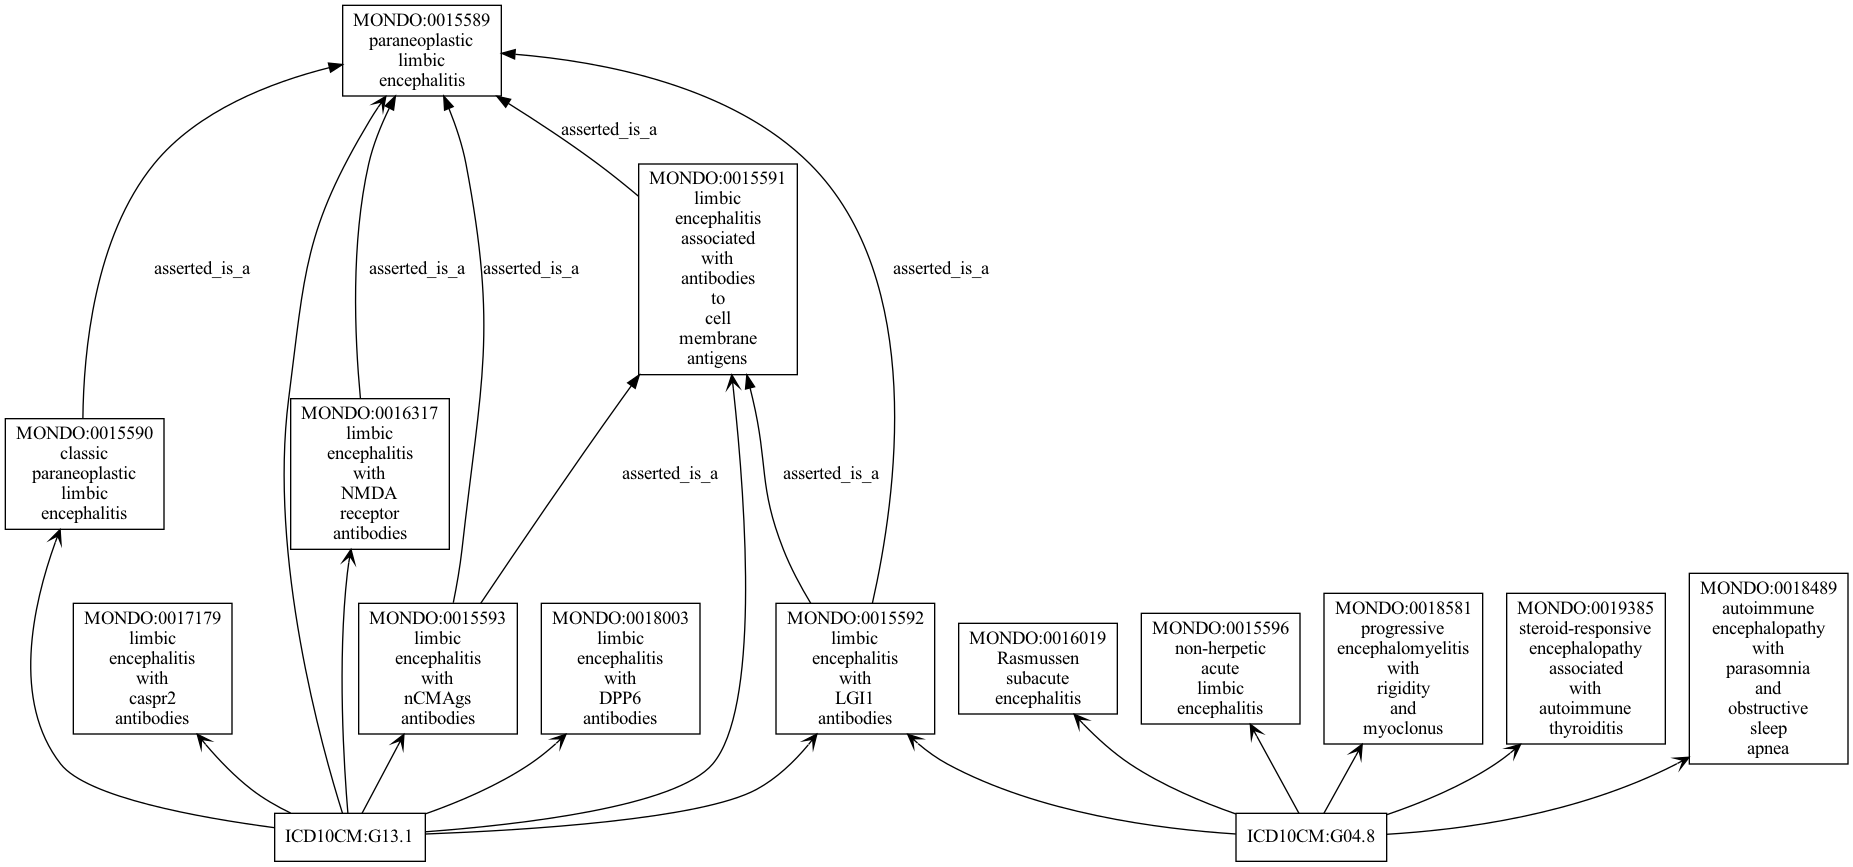 MONDO:0015589
paraneoplastic
limbic
encephalitis
asserted_is_a
MONDO:0015591
limbic
encephalitis
associated
with
antibodies
to
cell
membrane
antigens
asserted_is_a
asserted_is_a
asserted_is_a
asserted_is_a
MONDO:0015590
classic
paraneoplastic
limbic
encephalitis
MONDO:0016317
limbic
encephalitis
with
NMDA
receptor
antibodies
asserted_is_a
asserted_is_a
MONDO:0017179
limbic
encephalitis
with
caspr2
antibodies
MONDO:0015593
limbic
encephalitis
with
nCMAgs
antibodies
MONDO:0018003
limbic
encephalitis
with
DPP6
antibodies
MONDO:0015592
limbic
encephalitis
with
LGI1
antibodies
MONDO:0016019
Rasmussen
subacute
encephalitis
MONDO:0015596
non-herpetic
acute
limbic
encephalitis
MONDO:0018581
progressive
encephalomyelitis
with
rigidity
and
myoclonus
MONDO:0019385
steroid-responsive
encephalopathy
associated
with
autoimmune
thyroiditis
MONDO:0018489
autoimmune
encephalopathy
with
parasomnia
and
obstructive
sleep
apnea
ICD10CM:G13.1
ICD10CM:G04.8